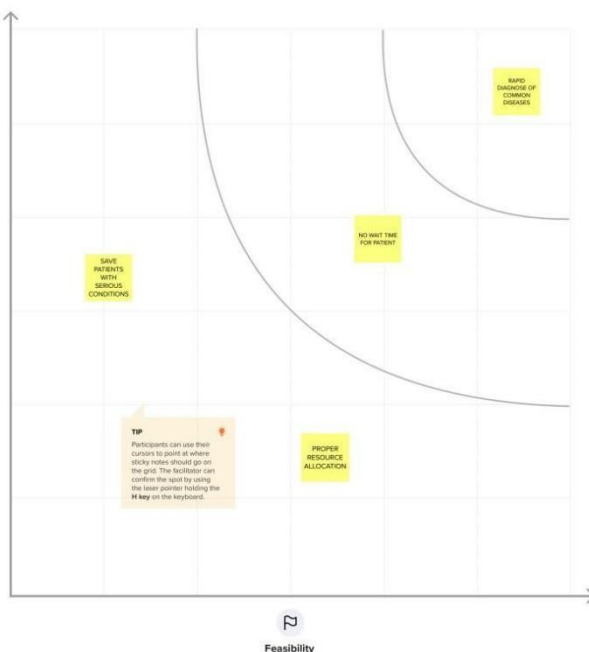 RAPID
DIAGNOSE OF
COMMON
DISEASES
NO WAIT TIME
FOR PATIENT
SAVE
PATIENTS
WITH
SERIOUS
CONDITIONS
TIP
Participants can use their
cursors to point at where
sticky notes should go on
the grid. The facilitator can
confirm the spot by using
the laser pointer holding the
H key on the keyboard.
PROPER
RESOURCE
ALLOCATION
Feasibility